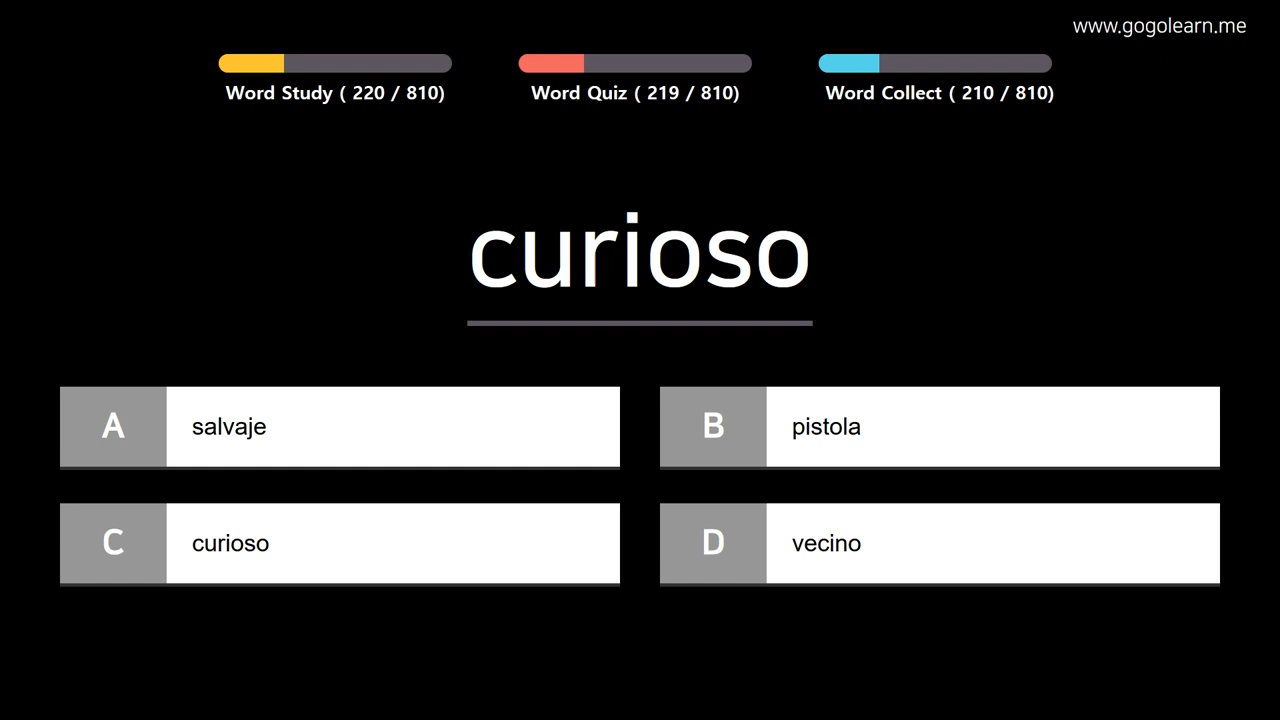 www.gogolearn.me
Word Study ( 220 / 810)
Word Quiz ( 219 / 810)
Word Collect ( 210 / 810)
curioso
A
salvaje
B
pistola
C
curioso
D
vecino